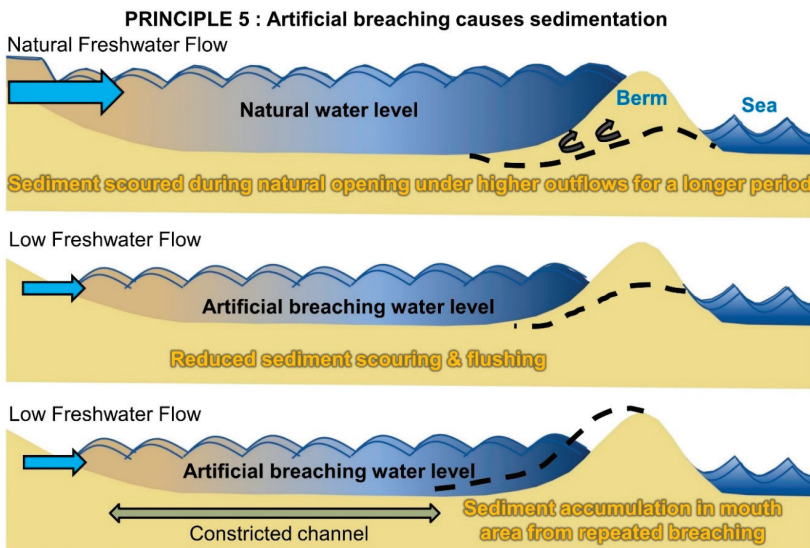 PRINCIPLE 5 : Artificial breaching causes sedimentation
Natural Freshwater Flow
Natural water level
Berm
Sea
Sediment scoured during natural opening under higher outflows for a longer period
Low Freshwater Flow
Artificial breaching water level
Reduced sediment scouring & flushing
Low Freshwater Flow
Artificial breaching water level
Constricted channel
Sediment accumulation in mouth
area from repeated breaching